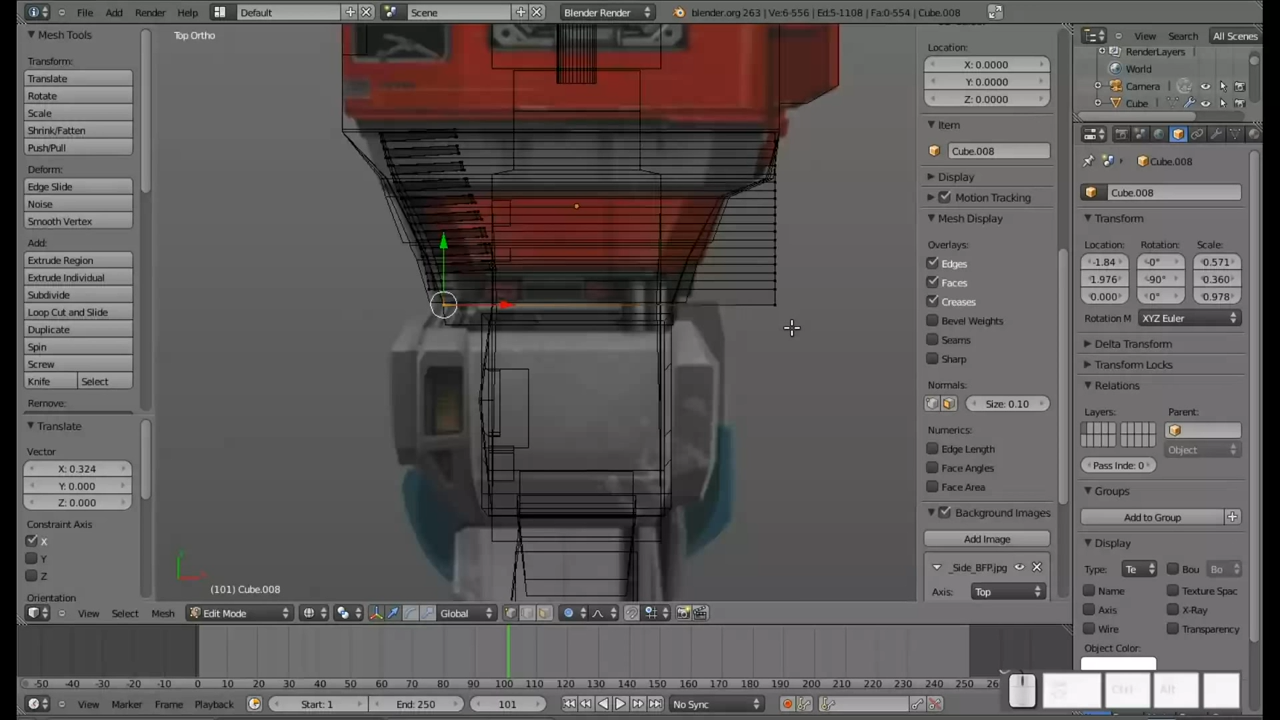 File Add Render Help Default Scene Blender Render blender.org 263 | Ve:6-556 | Ed:5-1108 | Fa:0-554 | Cube.008
Mesh Tools
Transform:
Translate
Rotate
Scale
Shrink/Fatten
Push/Pull
Deform:
Edge Slide
Noise
Smooth Vertex
Add:
Extrude Region
Extrude Individual
Subdivide
Loop Cut and Slide
Duplicate
Spin
Screw
Knife Select
Remove:
Translate
Vector
X: 0.324
Y: 0.000
Z: 0.000
Constraint Axis
X
Y
Z
Orientation
Top Ortho
(101) Cube.008
View Select Mesh Edit Mode Global
Location:
X: 0.0000
Y: 0.0000
Z: 0.0000
Item
Cube.008
Display
Motion Tracking
Mesh Display
Overlays:
Edges
Faces
Creases
Bevel Weights
Seams
Sharp
Normals:
Size: 0.10
Numerics:
Edge Length
Face Angles
Face Area
Background Images
Add Image
_Side_BFP.jpg
Axis: Top
View Search All Scenes
RenderLayers
World
Camera
Cube
Cube.008
Cube.008
Transform
Location: Rotation: Scale:
-1.84 -0° 0.571
1.976 -90° 0.360
0.000 0° 0.978
Rotation M XYZ Euler
Delta Transform
Transform Locks
Relations
Layers: Parent:
Object
Pass Inde: 0
Groups
Add to Group
Display
Type: Te Bou Bo
Name Texture Spac
Axis X-Ray
Wire Transparency
Object Color:
-50 -40 -30 -20 -10 0 10 20 30 40 50 60 70 80 90 100 110 120 130 140 150 160 170 180 190 200 210 220 230 240 250 26
View Marker Frame Playback Start: 1 End: 250 101 No Sync
Ctrl Alt